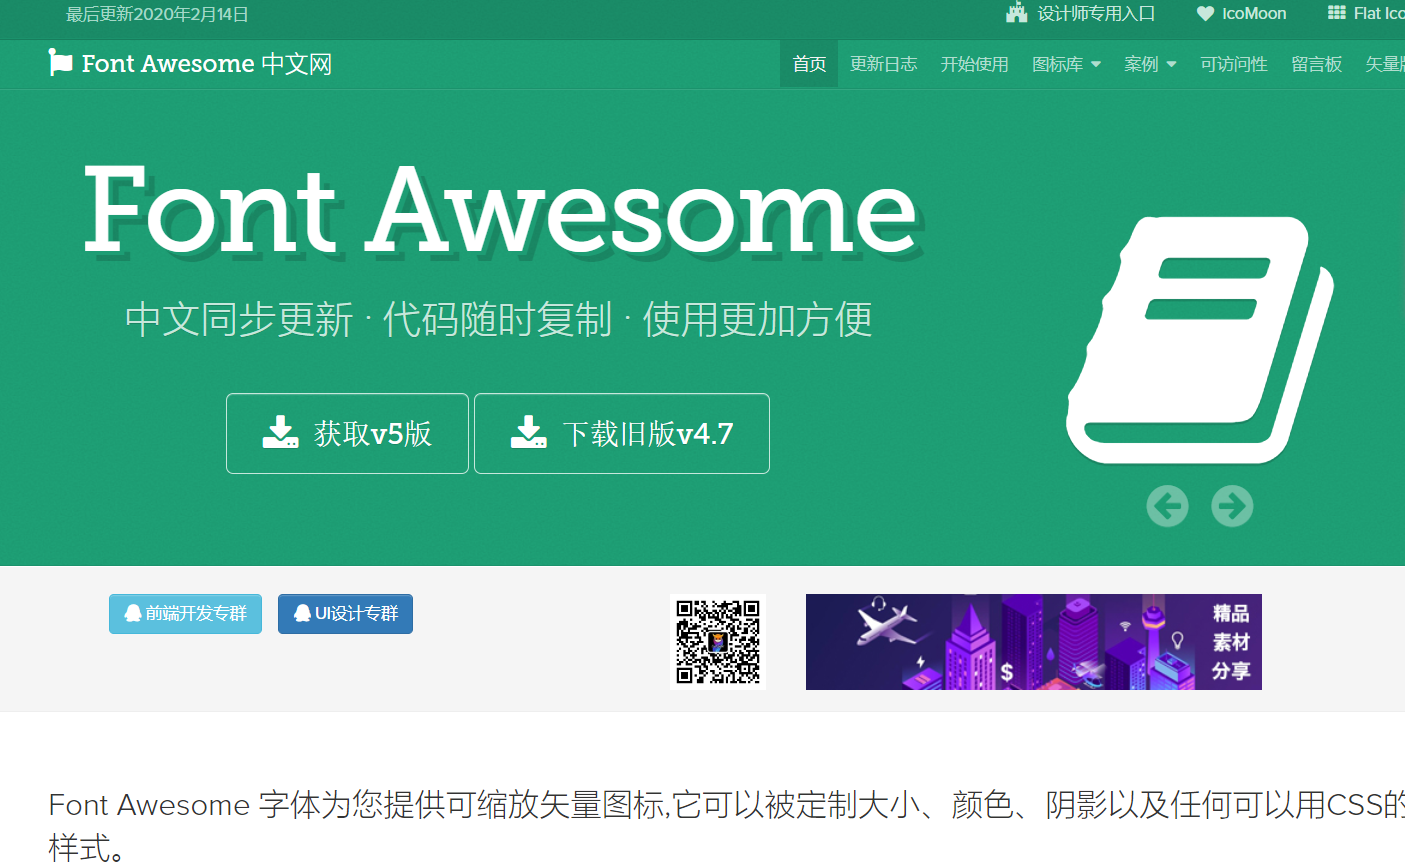 最后更新2020年2月14日
设计师专用入口
IcoMoon
Flat Ico
Font Awesome 中文网
首页
更新日志
开始使用
图标库
案例
可访问性
留言板
矢量
Font Awesome
中文同步更新 · 代码随时复制 · 使用更加方便
获取v5版
下载旧版v4.7
前端开发专群
UI设计专群
精品
素材
分享
Font Awesome 字体为您提供可缩放矢量图标,它可以被定制大小、颜色、阴影以及任何可以用CSS的
样式。